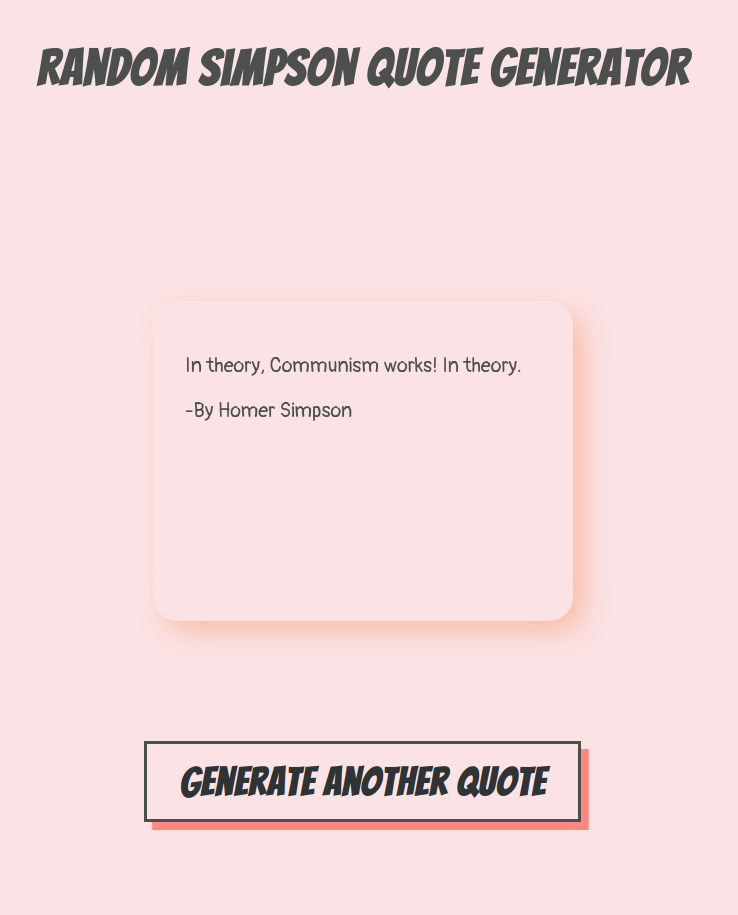 RANDOM SIMPSON QUOTE GENERATOR
In theory, Communism works! In theory.
-By Homer Simpson
GENERATE ANOTHER QUOTE